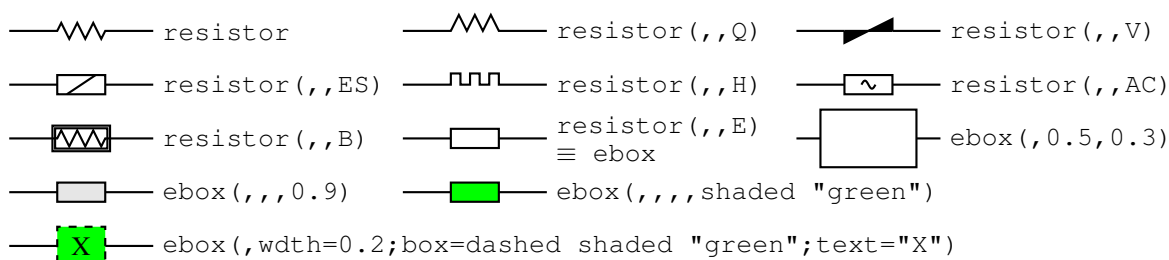 resistor
resistor(,,Q)
resistor(,,V)
resistor(,,ES)
resistor(,,H)
resistor(,,AC)
resistor(,,B)
resistor(,,E)
≡ ebox
ebox(,0.5,0.3)
ebox(,,,0.9)
ebox(,,,,shaded "green")
X
ebox(,wdth=0.2;box=dashed shaded "green";text="X")